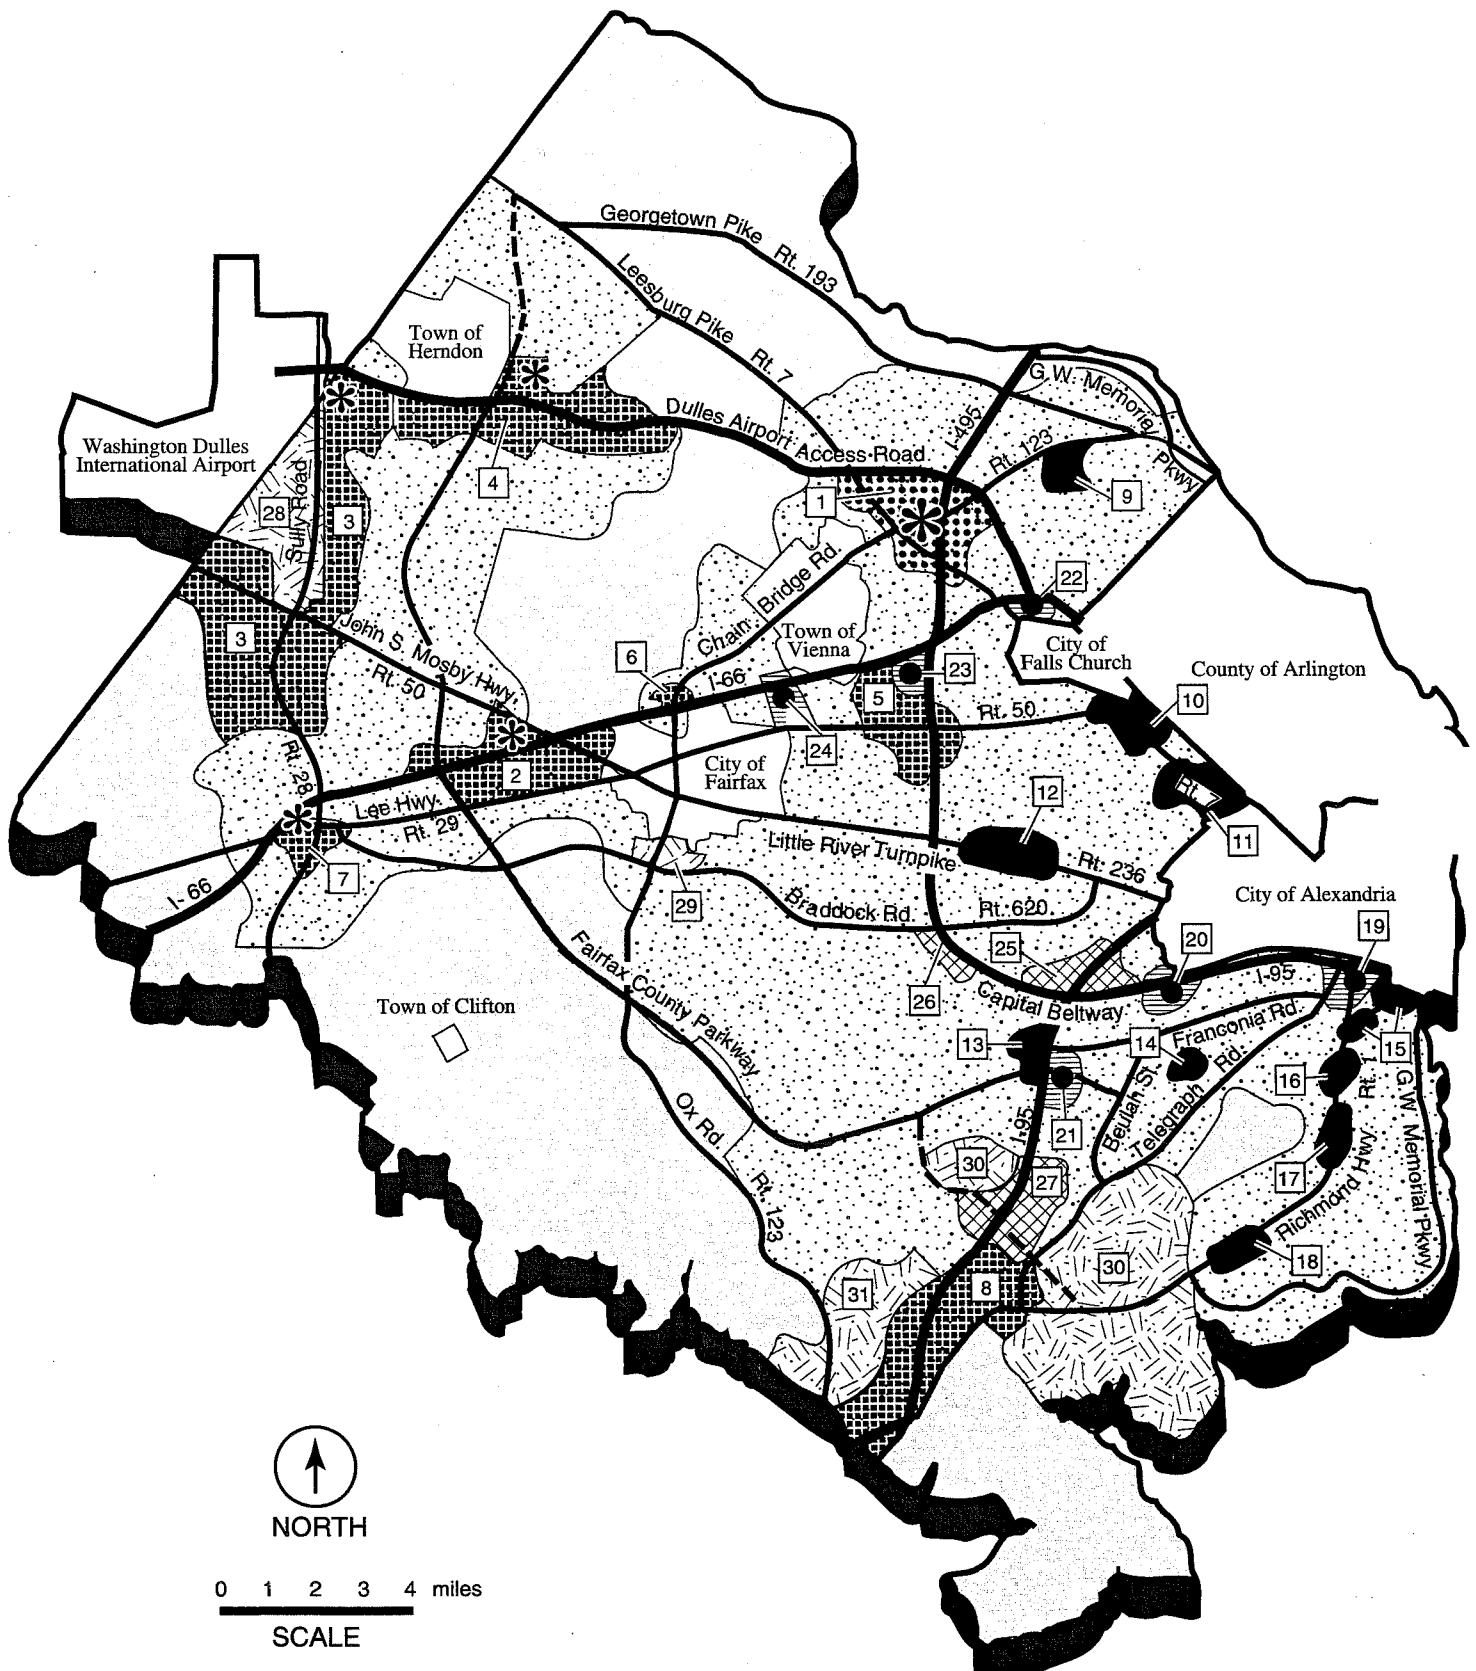 Georgetown Pike Rt. 193
Leesburg Pike Rt. 7
Town of
Herndon
G.W. Memorial Pkwy
I-495
Dulles Airport Access Road
Rt. 123
Washington Dulles
International Airport
Sully Road
4
1
9
28
3
Chain Bridge Rd.
22
3
John S. Mosby Hwy.
Rt. 50
Town of
Vienna
6
I-66
City of
Falls Church
County of Arlington
23
5
10
Rt. 50
24
2
City of
Fairfax
Rt. 28
12
Rt. 7
Lee Hwy.
Rt. 29
11
Little River Turnpike Rt. 236
7
I-66
29
Braddock Rd. Rt. 620
City of Alexandria
19
20
25
26
I-95
Fairfax County Parkway
Capital Beltway
Town of Clifton
Franconia Rd.
13
14
15
16
Rt. 1
G.W. Memorial Pkwy
Ox Rd.
Rt. 123
I-95
Beulah St.
Telegraph Rd.
21
17
Richmond Hwy
30
27
30
18
8
31
NORTH
0 1 2 3 4 miles
SCALE